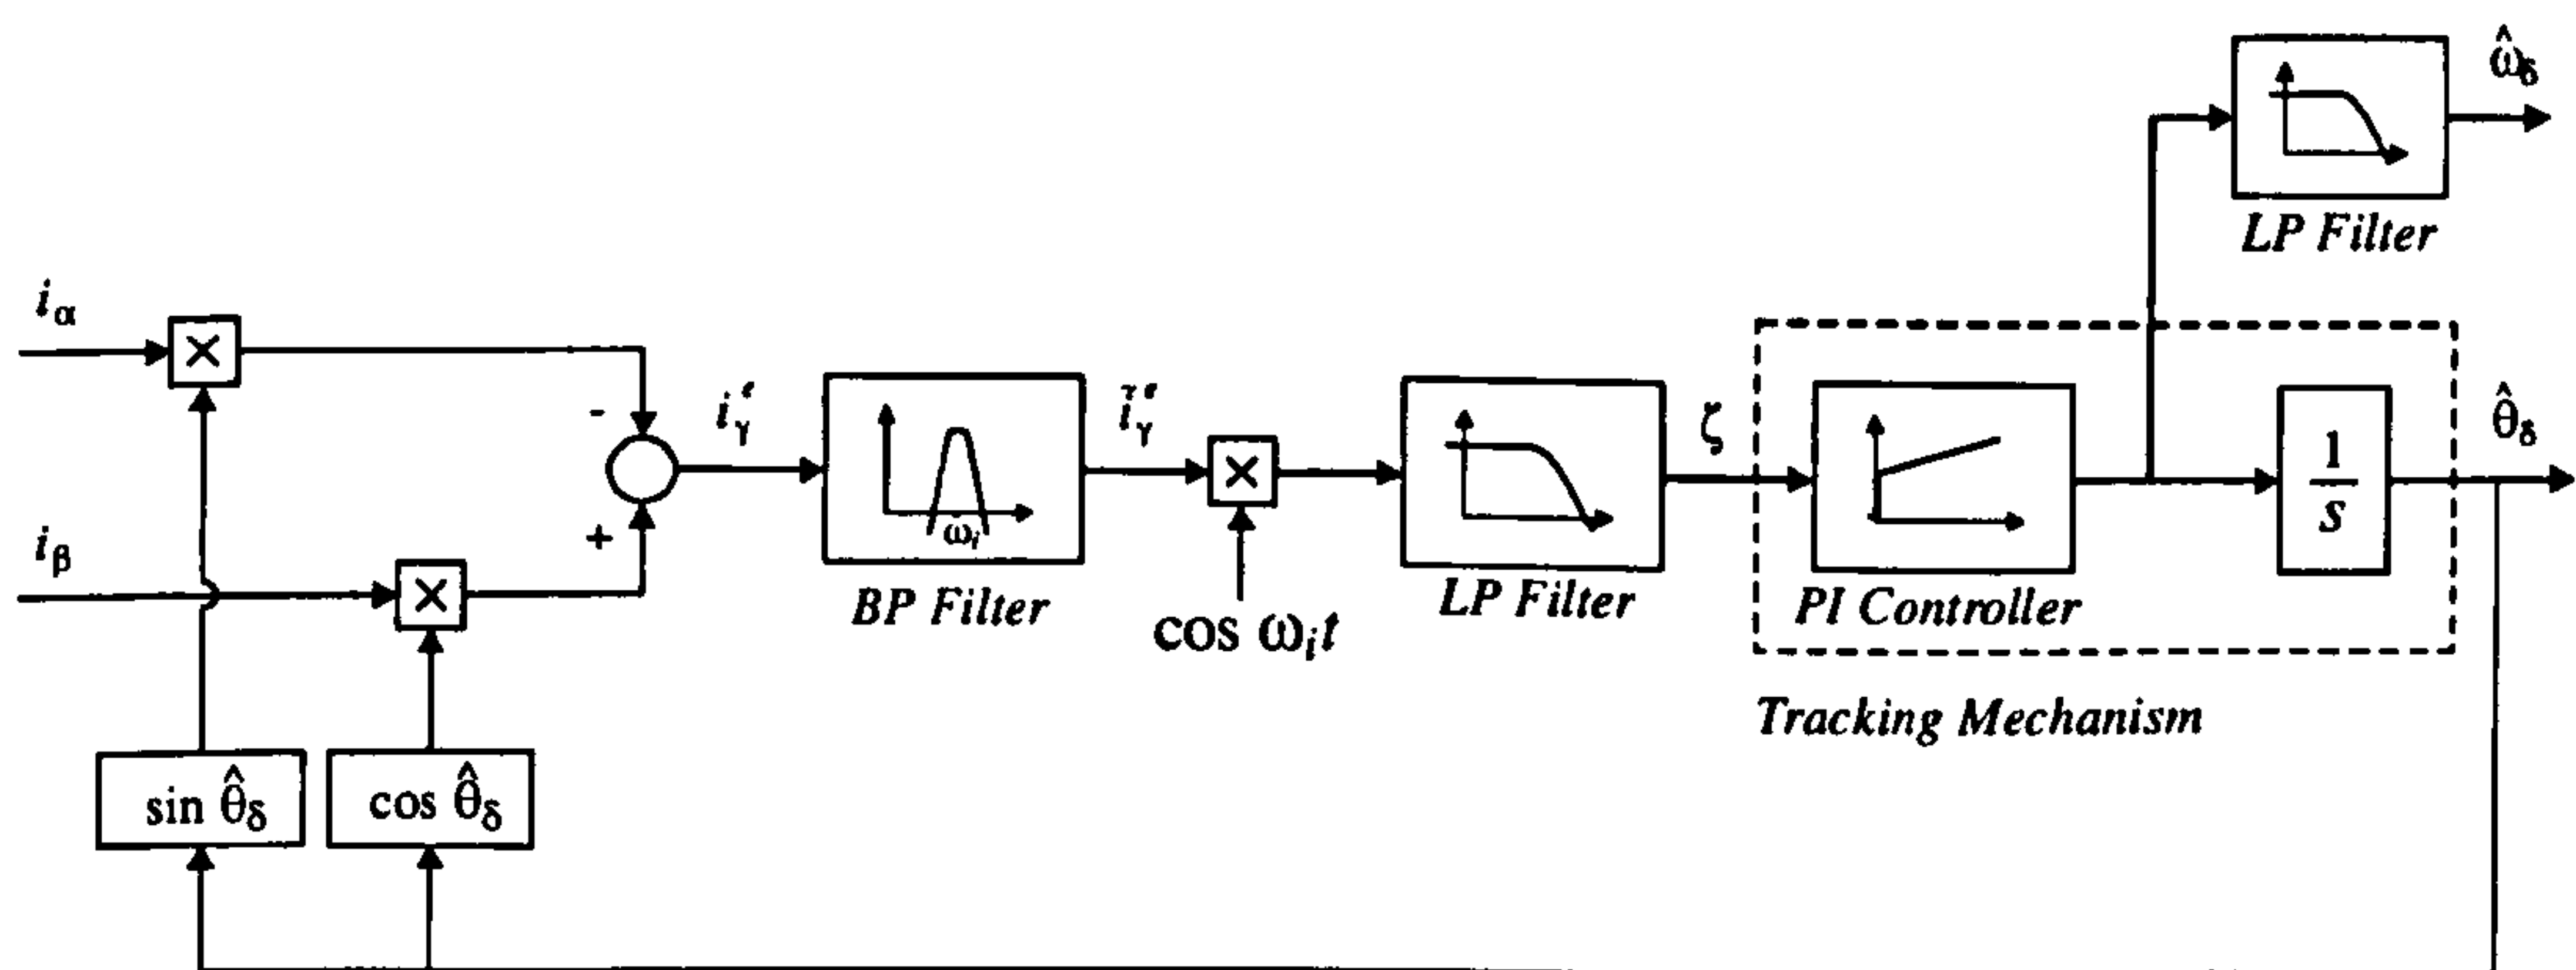 ω̂δ
LP Filter
iα
×
-
iγᵉ
BP Filter
ωi
ĩγᵉ
×
cos ωit
LP Filter
ζ
PI Controller
1/s
θ̂δ
iβ
×
+
Tracking Mechanism
sin θ̂δ
cos θ̂δ